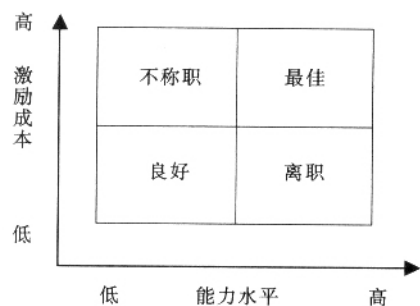 高
激励成本
低
不称职
最佳
良好
离职
低
能力水平
高